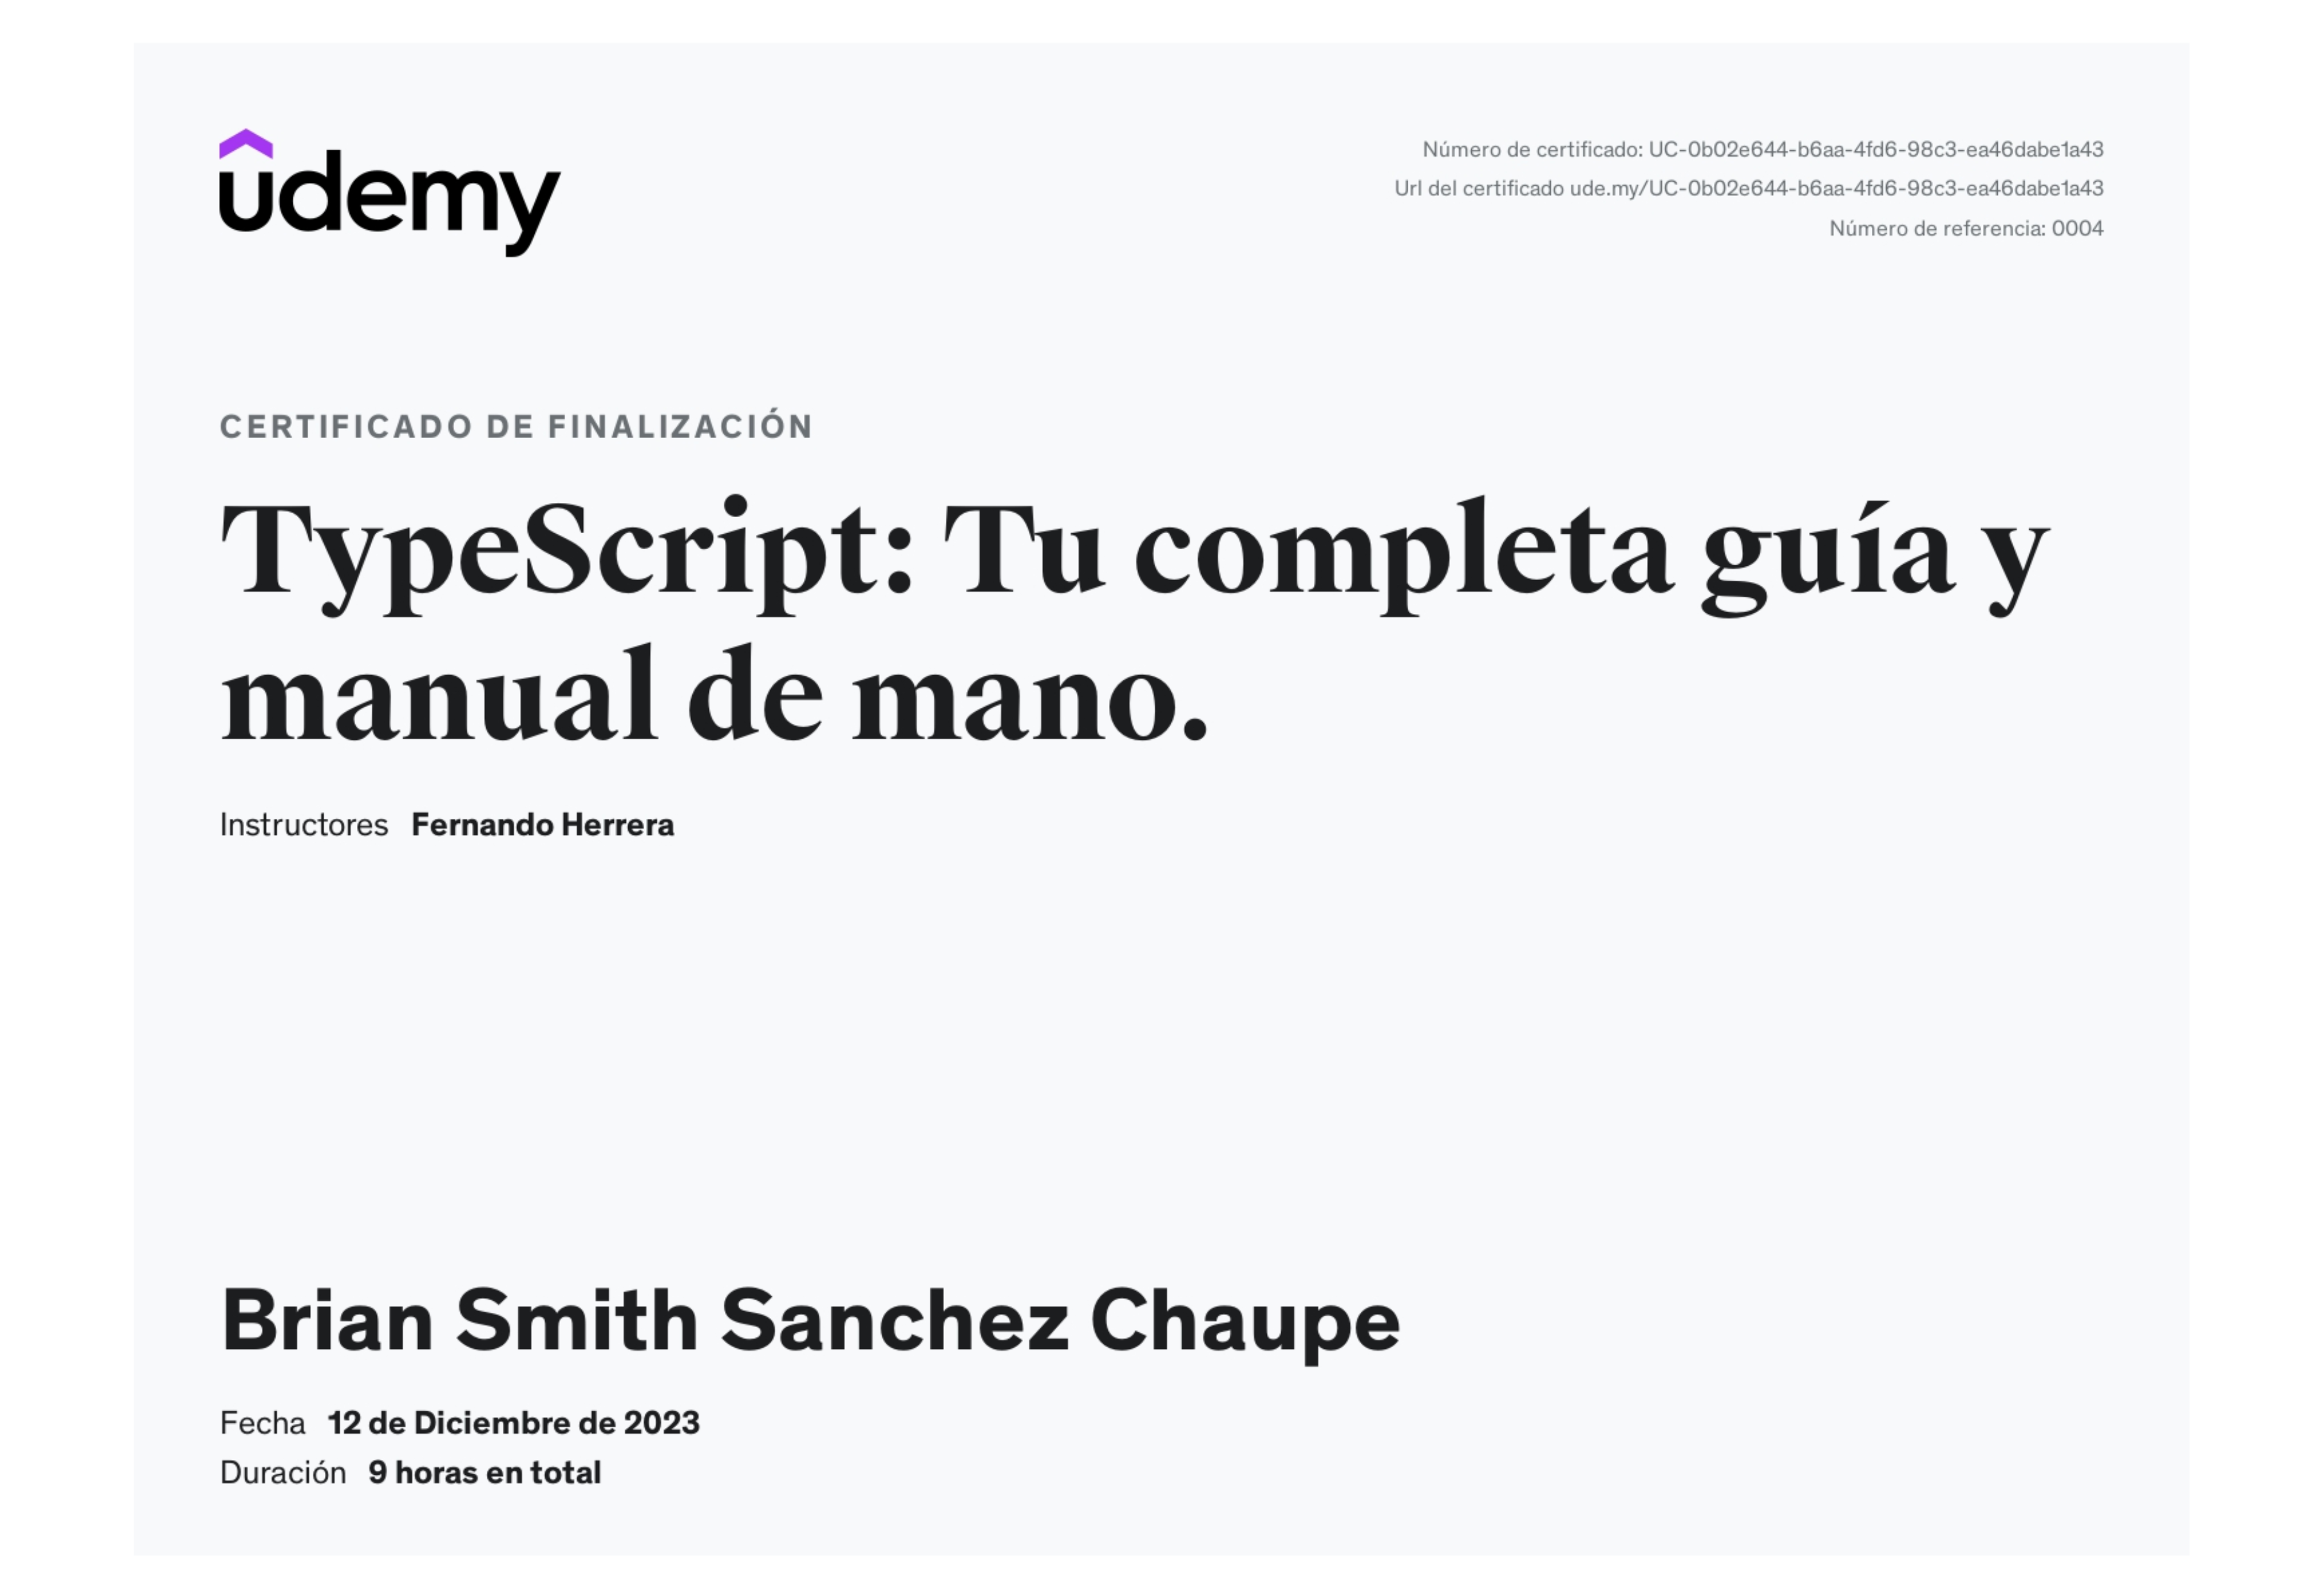 udemy
Número de certificado: UC-0b02e644-b6aa-4fd6-98c3-ea46dabe1a43
Url del certificado ude.my/UC-0b02e644-b6aa-4fd6-98c3-ea46dabe1a43
Número de referencia: 0004
CERTIFICADO DE FINALIZACIÓN
TypeScript: Tu completa guía y
manual de mano.
Instructores Fernando Herrera
Brian Smith Sanchez Chaupe
Fecha 12 de Diciembre de 2023
Duración 9 horas en total